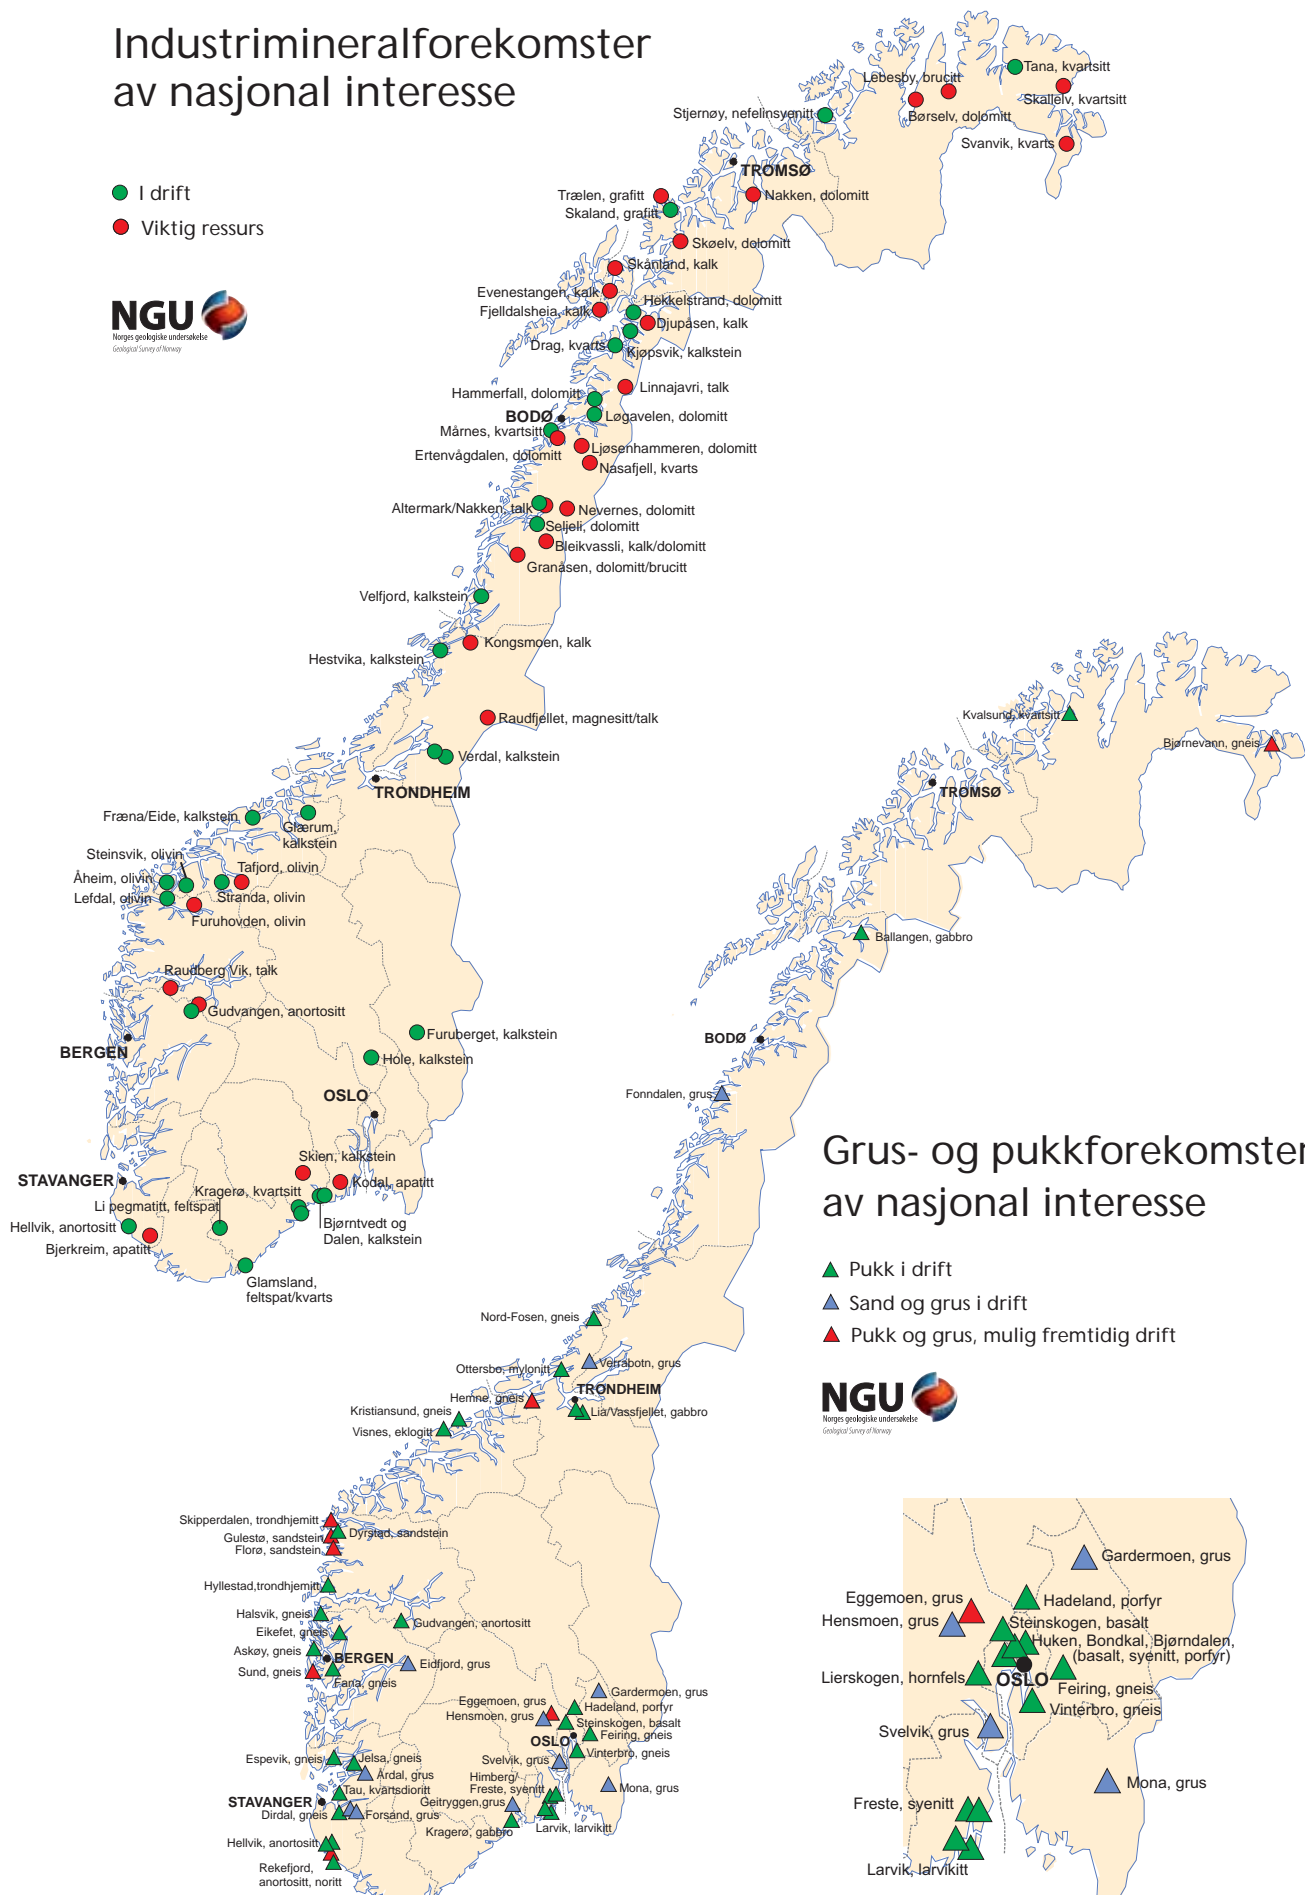 Industrimineralforekomster
av nasjonal interesse
I drift
Viktig ressurs
NGU
Norges geologiske undersøkelse
Geological Survey of Norway
Tana, kvartsitt
Lebesby, brucitt
Skallelv, kvartsitt
Børselv, dolomitt
Stjernøy, nefelinsyenitt
Svanvik, kvarts
TROMSØ
Trælen, grafitt
Nakken, dolomitt
Skaland, grafitt
Skøelv, dolomitt
Skånland, kalk
Evenestangen, kalk
Hekkelstrand, dolomitt
Fjelldalsheia, kalk
Djupåsen, kalk
Drag, kvarts
Kjøpsvik, kalkstein
Linnajavri, talk
Hammerfall, dolomitt
BODØ
Løgavelen, dolomitt
Mårnes, kvartsitt
Ljøsenhammeren, dolomitt
Ertenvågdalen, dolomitt
Nasafjell, kvarts
Altermark/Nakken, talk
Nevernes, dolomitt
Seljeli, dolomitt
Bleikvassli, kalk/dolomitt
Granåsen, dolomitt/brucitt
Velfjord, kalkstein
Kongsmoen, kalk
Hestvika, kalkstein
Raudfjellet, magnesitt/talk
Verdal, kalkstein
TRONDHEIM
Fræna/Eide, kalkstein
Glærum,
kalkstein
Steinsvik, olivin
Tafjord, olivin
Åheim, olivin
Lefdal, olivin
Stranda, olivin
Furuhovden, olivin
Raudberg Vik, talk
Gudvangen, anortositt
Furuberget, kalkstein
BERGEN
Hole, kalkstein
OSLO
Skien, kalkstein
STAVANGER
Kodal, apatitt
Kragerø, kvartsitt
Li pegmatitt, feltspat
Hellvik, anortositt
Bjørntvedt og
Dalen, kalkstein
Bjerkreim, apatitt
Glamsland,
feltspat/kvarts
Kvalsund, kvartsitt
Bjørnevann, gneis
TROMSØ
Ballangen, gabbro
BODØ
Fonndalen, grus
Grus- og pukkforekomster
av nasjonal interesse
Pukk i drift
Sand og grus i drift
Pukk og grus, mulig fremtidig drift
NGU
Norges geologiske undersøkelse
Geological Survey of Norway
Nord-Fosen, gneis
Verrabotn, grus
Ottersbo, mylonitt
TRONDHEIM
Hemne, gneis
Kristiansund, gneis
Lia/Vassfjellet, gabbro
Visnes, eklogitt
Skipperdalen, trondhjemitt
Dyrstad, sandstein
Gulestø, sandstein
Florø, sandstein
Hyllestad,trondhjemitt
Halsvik, gneis
Gudvangen, anortositt
Eikefet, gneis
Askøy, gneis
BERGEN
Eidfjord, grus
Sund, gneis
Fana, gneis
Gardermoen, grus
Eggemoen, grus
Hadeland, porfyr
Hensmoen, grus
Steinskogen, basalt
OSLO
Feiring, gneis
Vinterbro, gneis
Espevik, gneis
Jelsa, gneis
Svelvik, grus
Årdal, grus
Himberg/
Freste, syenitt
Mona, grus
Tau, kvartsdioritt
STAVANGER
Geitryggen,grus
Dirdal, gneis
Forsand, grus
Kragerø, gabbro
Larvik, larvikitt
Hellvik, anortositt
Rekefjord,
anortositt, noritt
Gardermoen, grus
Eggemoen, grus
Hadeland, porfyr
Hensmoen, grus
Steinskogen, basalt
Huken, Bondkal, Bjørndalen,
(basalt, syenitt, porfyr)
Lierskogen, hornfels
OSLO
Feiring, gneis
Vinterbro, gneis
Svelvik, grus
Mona, grus
Freste, syenitt
Larvik, larvikitt